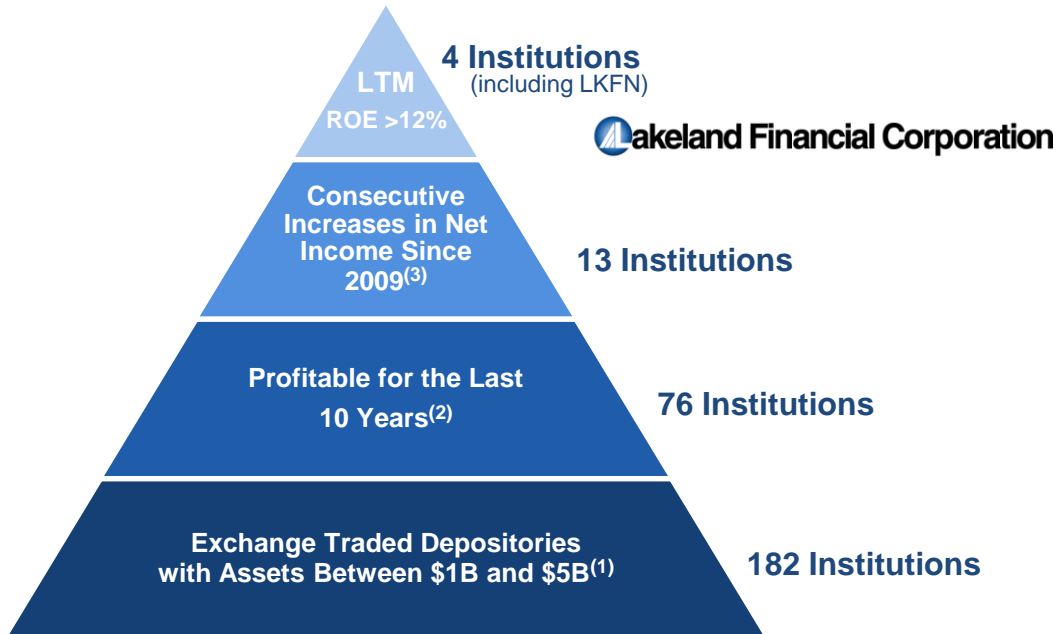 LTM
ROE >12%
4 Institutions
(including LKFN)
Lakeland Financial Corporation
Consecutive
Increases in Net
Income Since
2009(3)
13 Institutions
Profitable for the Last
10 Years(2)
76 Institutions
Exchange Traded Depositories
with Assets Between $1B and $5B(1)
182 Institutions